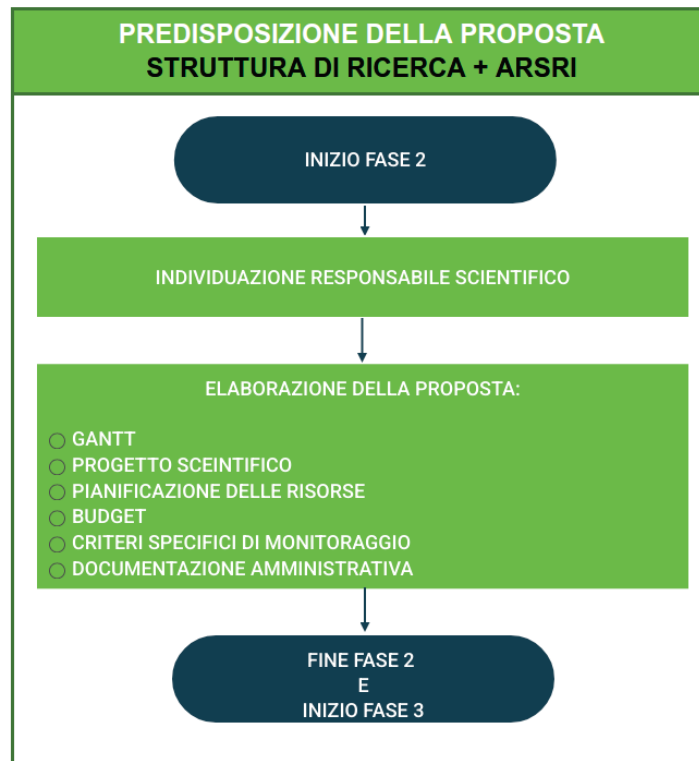 PREDISPOSIZIONE DELLA PROPOSTA
STRUTTURA DI RICERCA + ARSRI
INIZIO FASE 2
INDIVIDUAZIONE RESPONSABILE SCIENTIFICO
ELABORAZIONE DELLA PROPOSTA:
GANTT
PROGETTO SCEINTIFICO
PIANIFICAZIONE DELLE RISORSE
BUDGET
CRITERI SPECIFICI DI MONITORAGGIO
DOCUMENTAZIONE AMMINISTRATIVA
FINE FASE 2
E
INIZIO FASE 3